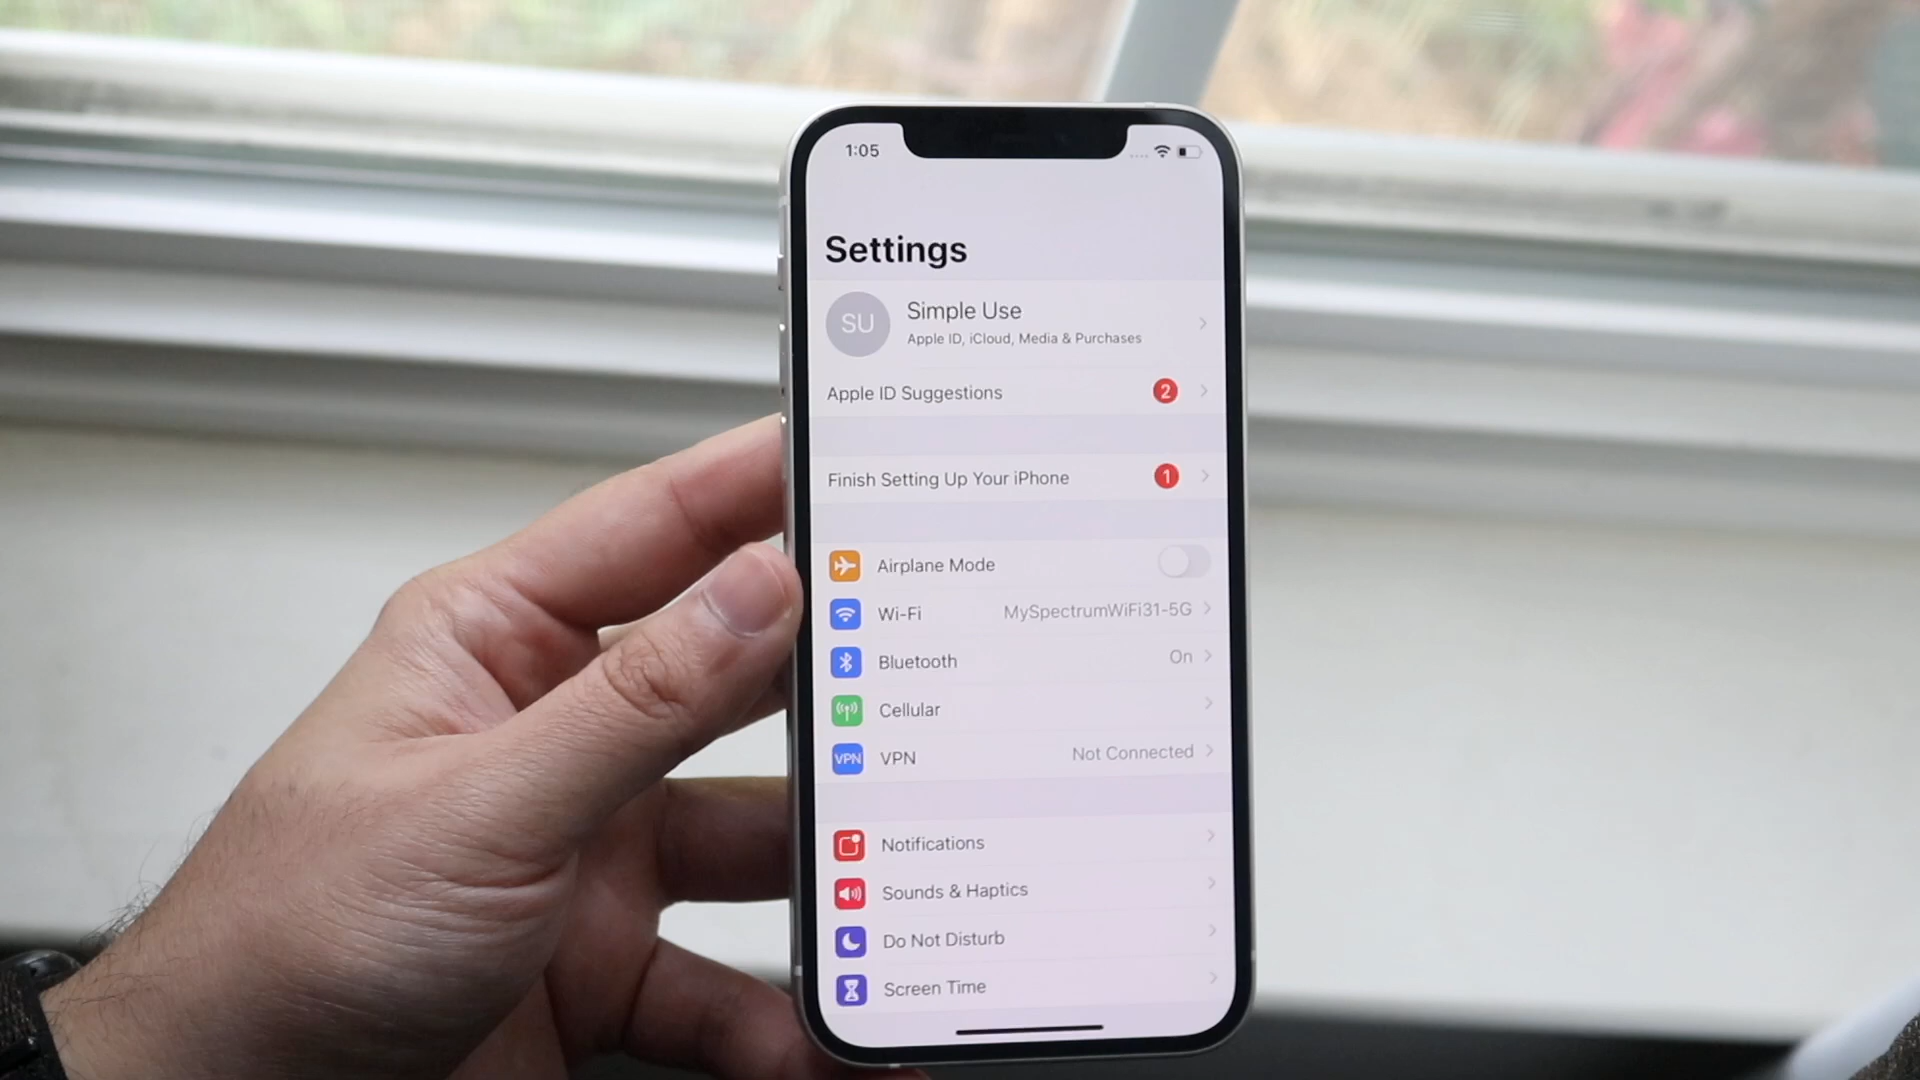 1:05
Settings
SU
Simple Use
Apple ID, iCloud, Media & Purchases
Apple ID Suggestions 2
Finish Setting Up Your iPhone 1
Airplane Mode
Wi-Fi MySpectrumWiFi31-5G
Bluetooth On
Cellular
VPN VPN Not Connected
Notifications
Sounds & Haptics
Do Not Disturb
Screen Time